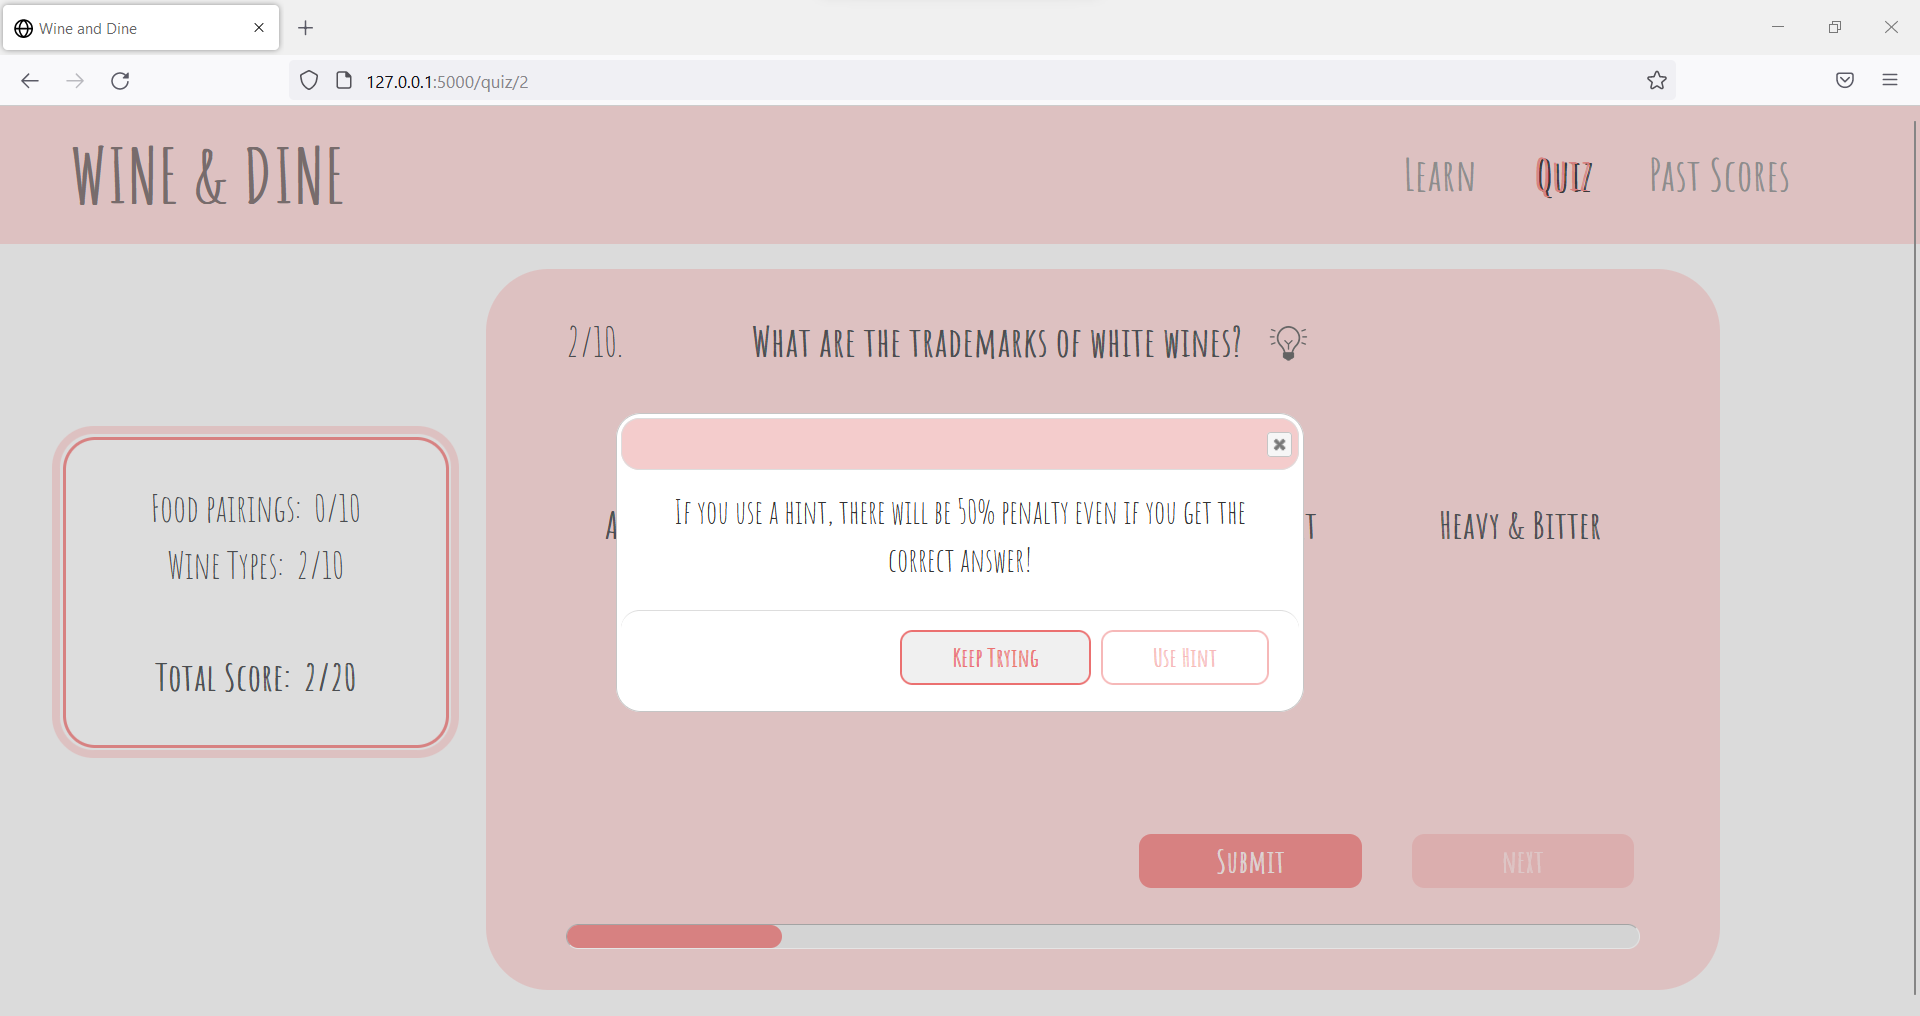 Wine and Dine
127.0.0.1:5000/quiz/2
WINE & DINE
Learn Quiz Past Scores
2/10. What are the trademarks of white wines?
Food pairings: 0/10
Wine Types: 2/10
Total Score: 2/20
If you use a hint, there will be 50% penalty even if you get the
correct answer!
Heavy & Bitter
Keep Trying Use Hint
Submit next